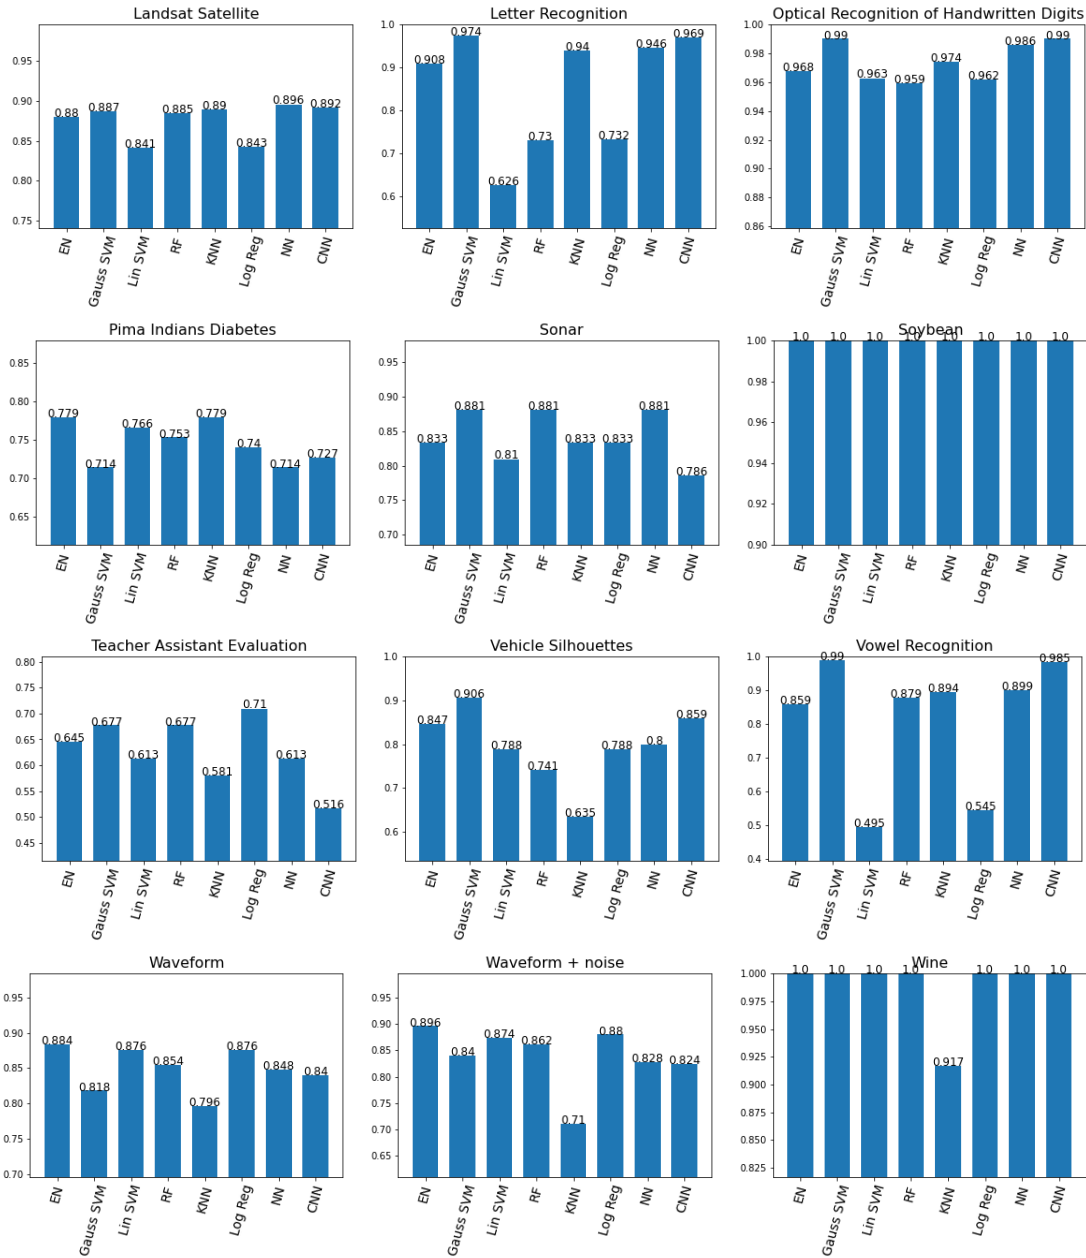 Landsat Satellite
0.95
0.90
0.85
0.80
0.75
0.88
0.887
0.841
0.885
0.89
0.843
0.896
0.892
EN
Gauss SVM
Lin SVM
RF
KNN
Log Reg
NN
CNN
Letter Recognition
1.0
0.9
0.8
0.7
0.6
0.908
0.974
0.626
0.73
0.94
0.732
0.946
0.969
EN
Gauss SVM
Lin SVM
RF
KNN
Log Reg
NN
CNN
Optical Recognition of Handwritten Digits
1.00
0.98
0.96
0.94
0.92
0.90
0.88
0.86
0.968
0.99
0.963
0.959
0.974
0.962
0.986
0.99
EN
Gauss SVM
Lin SVM
RF
KNN
Log Reg
NN
CNN
Pima Indians Diabetes
0.85
0.80
0.75
0.70
0.65
0.779
0.714
0.766
0.753
0.779
0.74
0.714
0.727
EN
Gauss SVM
Lin SVM
RF
KNN
Log Reg
NN
CNN
Sonar
0.95
0.90
0.85
0.80
0.75
0.70
0.833
0.881
0.81
0.881
0.833
0.833
0.881
0.786
EN
Gauss SVM
Lin SVM
RF
KNN
Log Reg
NN
CNN
Soybean
1.00
0.98
0.96
0.94
0.92
0.90
1.0
1.0
1.0
1.0
1.0
1.0
1.0
1.0
EN
Gauss SVM
Lin SVM
RF
KNN
Log Reg
NN
CNN
Teacher Assistant Evaluation
0.80
0.75
0.70
0.65
0.60
0.55
0.50
0.45
0.645
0.677
0.613
0.677
0.581
0.71
0.613
0.516
EN
Gauss SVM
Lin SVM
RF
KNN
Log Reg
NN
CNN
Vehicle Silhouettes
1.0
0.9
0.8
0.7
0.6
0.847
0.906
0.788
0.741
0.635
0.788
0.8
0.859
EN
Gauss SVM
Lin SVM
RF
KNN
Log Reg
NN
CNN
Vowel Recognition
1.0
0.9
0.8
0.7
0.6
0.5
0.4
0.859
0.99
0.495
0.879
0.894
0.545
0.899
0.985
EN
Gauss SVM
Lin SVM
RF
KNN
Log Reg
NN
CNN
Waveform
0.95
0.90
0.85
0.80
0.75
0.70
0.884
0.818
0.876
0.854
0.796
0.876
0.848
0.84
EN
Gauss SVM
Lin SVM
RF
KNN
Log Reg
NN
CNN
Waveform + noise
0.95
0.90
0.85
0.80
0.75
0.70
0.65
0.896
0.84
0.874
0.862
0.71
0.88
0.828
0.824
EN
Gauss SVM
Lin SVM
RF
KNN
Log Reg
NN
CNN
Wine
1.000
0.975
0.950
0.925
0.900
0.875
0.850
0.825
1.0
1.0
1.0
1.0
0.917
1.0
1.0
1.0
EN
Gauss SVM
Lin SVM
RF
KNN
Log Reg
NN
CNN